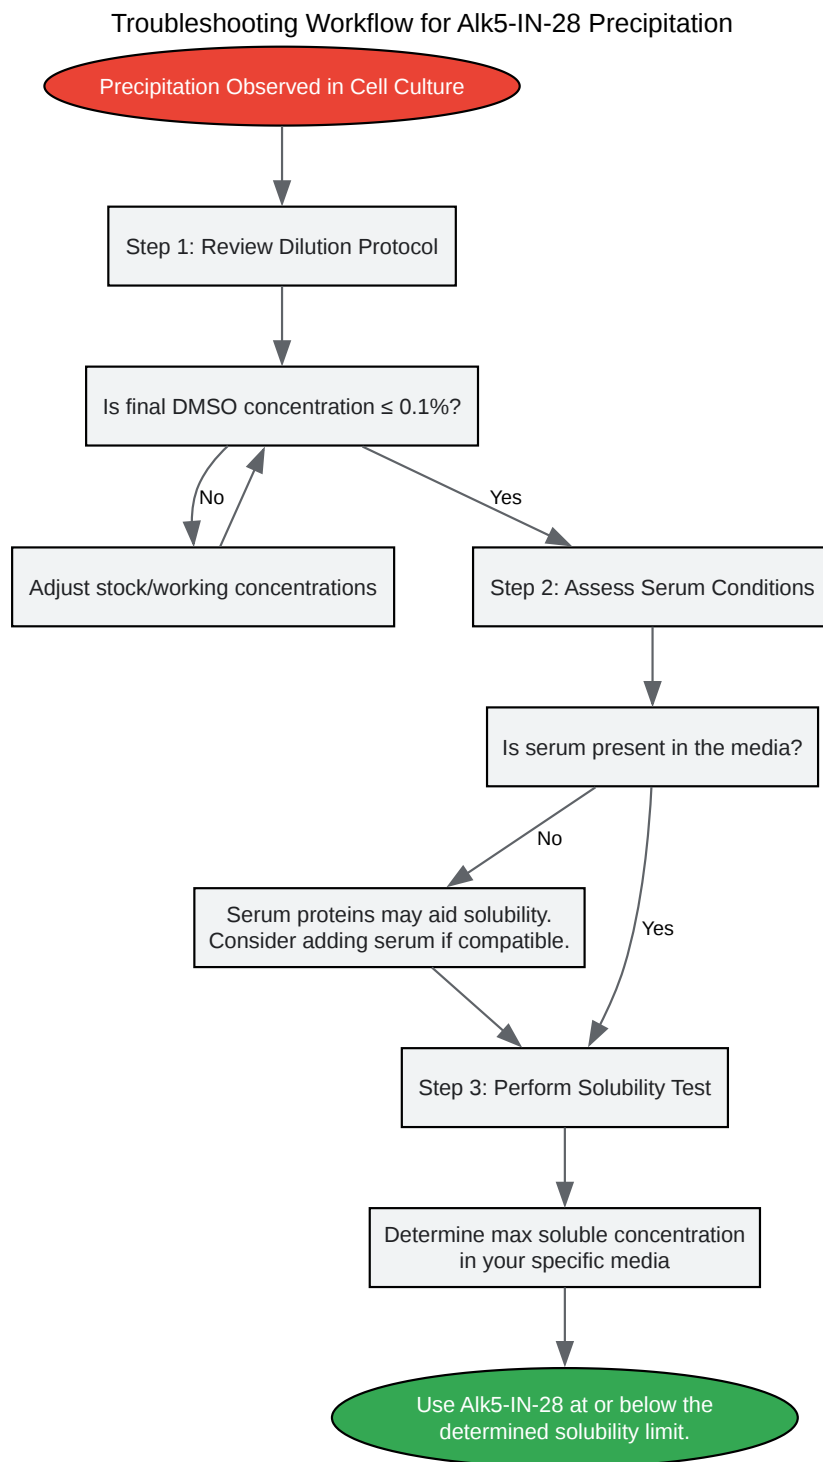 Troubleshooting Workflow for Alk5-IN-28 Precipitation
Precipitation Observed in Cell Culture
Step 1: Review Dilution Protocol
Is final DMSO concentration ≤ 0.1%?
No
Yes
Adjust stock/working concentrations
Step 2: Assess Serum Conditions
Is serum present in the media?
No
Serum proteins may aid solubility.
Consider adding serum if compatible.
Yes
Step 3: Perform Solubility Test
Determine max soluble concentration
in your specific media
Use Alk5-IN-28 at or below the
determined solubility limit.